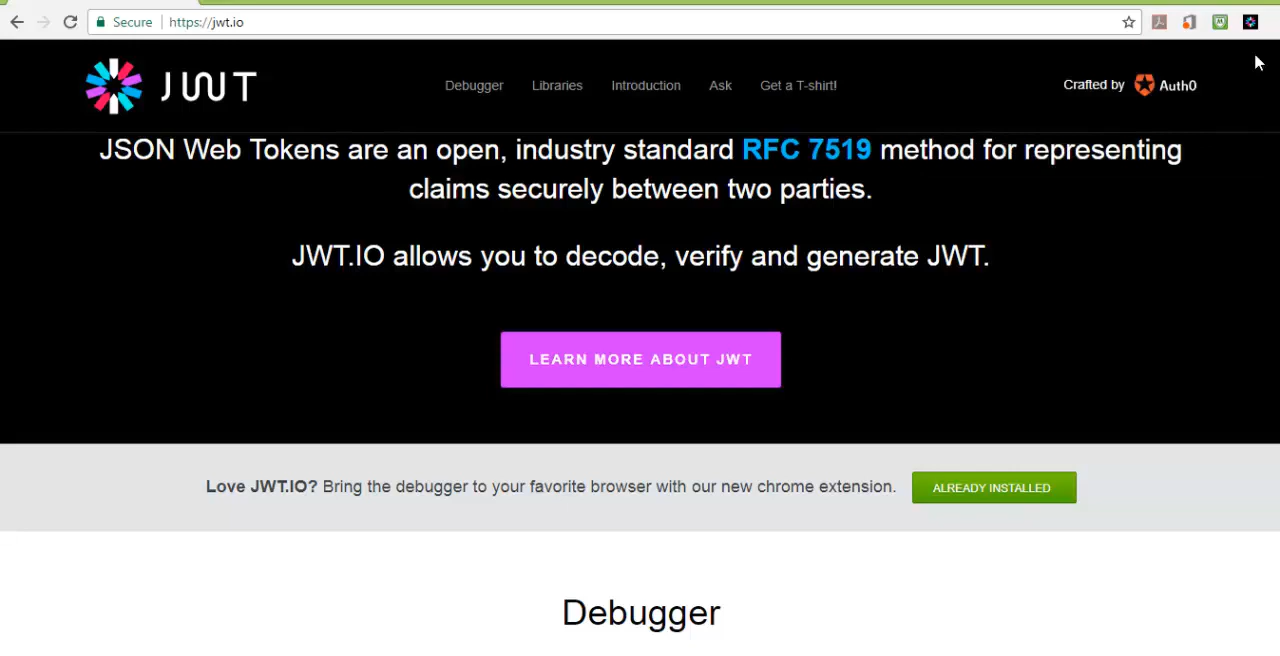 Secure https://jwt.io
JWT Debugger Libraries Introduction Ask Get a T-shirt! Crafted by Auth0
JSON Web Tokens are an open, industry standard RFC 7519 method for representing
claims securely between two parties.
JWT.IO allows you to decode, verify and generate JWT.
LEARN MORE ABOUT JWT
Love JWT.IO? Bring the debugger to your favorite browser with our new chrome extension. ALREADY INSTALLED
Debugger